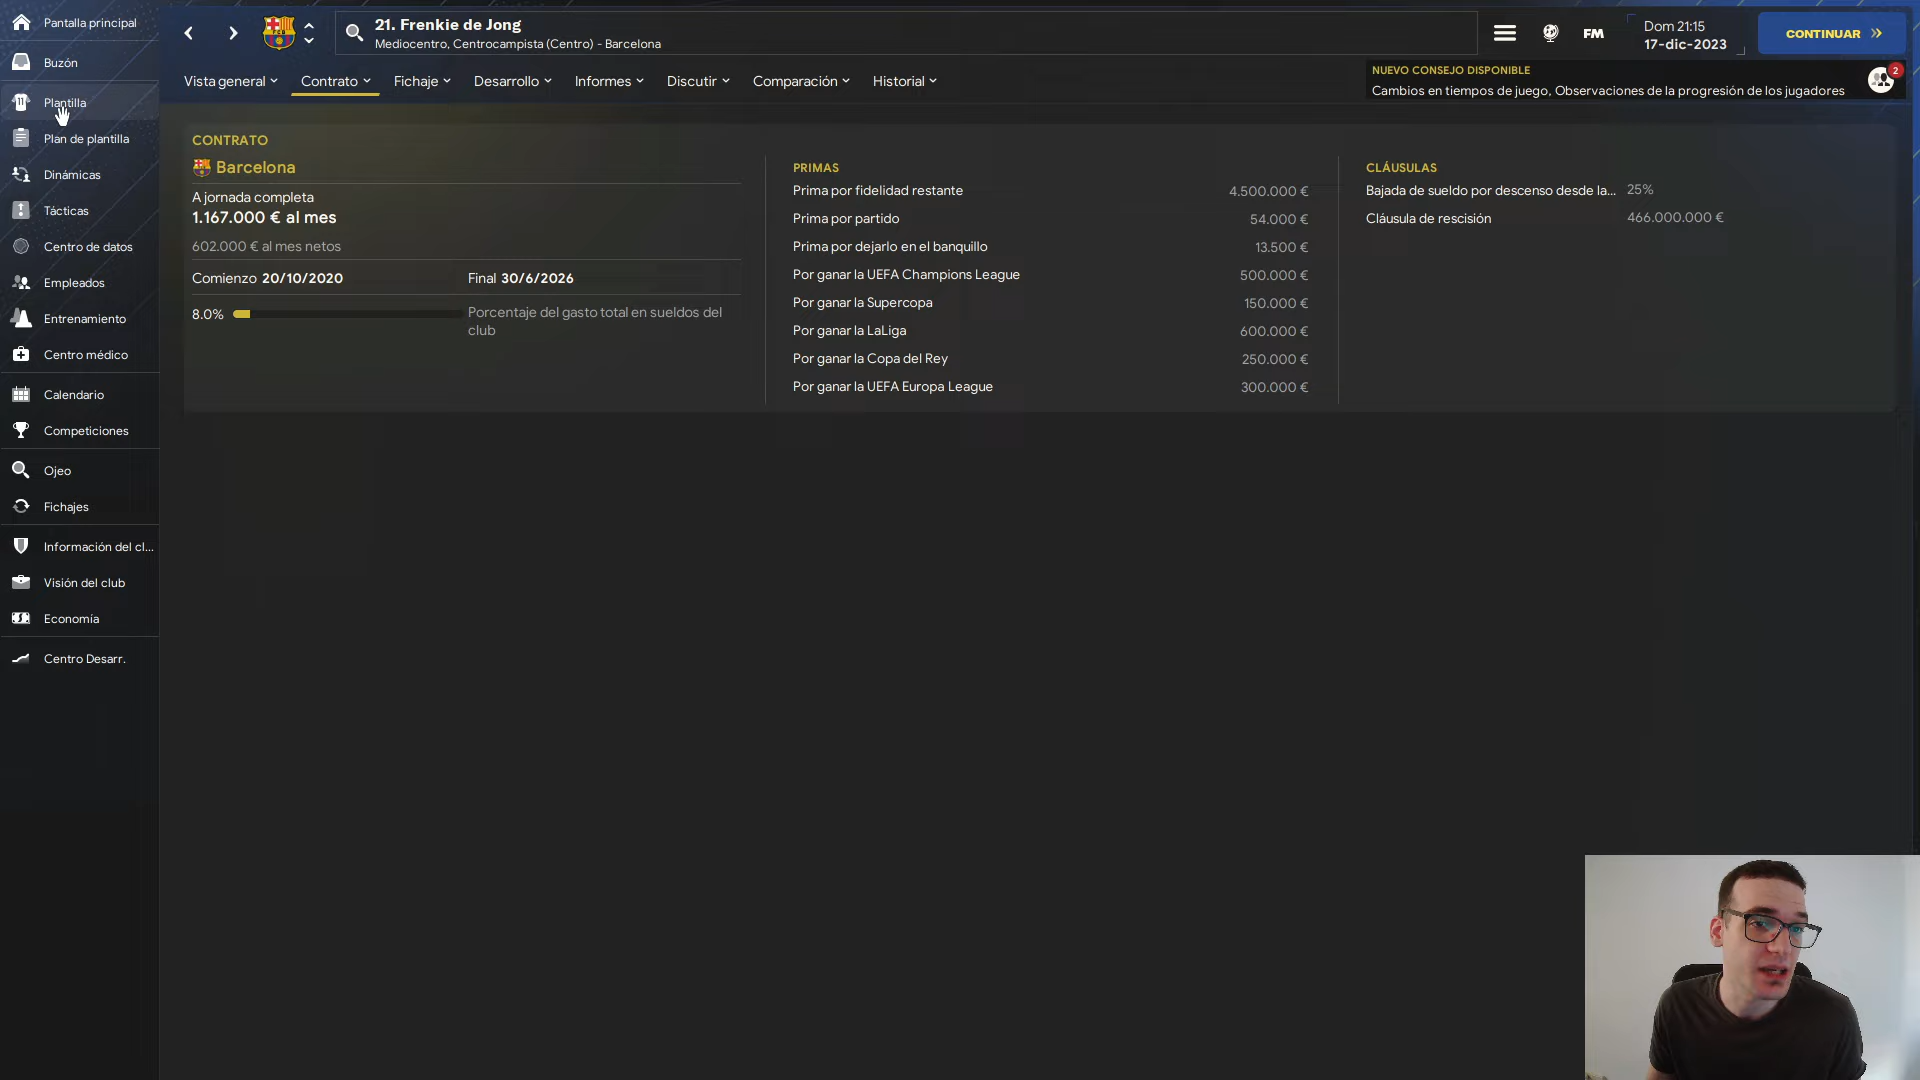 Pantalla principal
Buzón
Plantilla
Plan de plantilla
Dinámicas
Tácticas
Centro de datos
Empleados
Entrenamiento
Centro médico
Calendario
Competiciones
Ojeo
Fichajes
Información del cl...
Visión del club
Economía
Centro Desarr.
21. Frenkie de Jong
Mediocentro, Centrocampista (Centro) - Barcelona
FM
Dom 21:15
17-dic-2023
CONTINUAR
Vista general
Contrato
Fichaje
Desarrollo
Informes
Discutir
Comparación
Historial
NUEVO CONSEJO DISPONIBLE
Cambios en tiempos de juego, Observaciones de la progresión de los jugadores
2
CONTRATO
Barcelona
A jornada completa
1.167.000 € al mes
602.000 € al mes netos
Comienzo 20/10/2020
Final 30/6/2026
8.0%
Porcentaje del gasto total en sueldos del
club
PRIMAS
Prima por fidelidad restante 4.500.000 €
Prima por partido 54.000 €
Prima por dejarlo en el banquillo 13.500 €
Por ganar la UEFA Champions League 500.000 €
Por ganar la Supercopa 150.000 €
Por ganar la LaLiga 600.000 €
Por ganar la Copa del Rey 250.000 €
Por ganar la UEFA Europa League 300.000 €
CLÁUSULAS
Bajada de sueldo por descenso desde la... 25%
Cláusula de rescisión 466.000.000 €